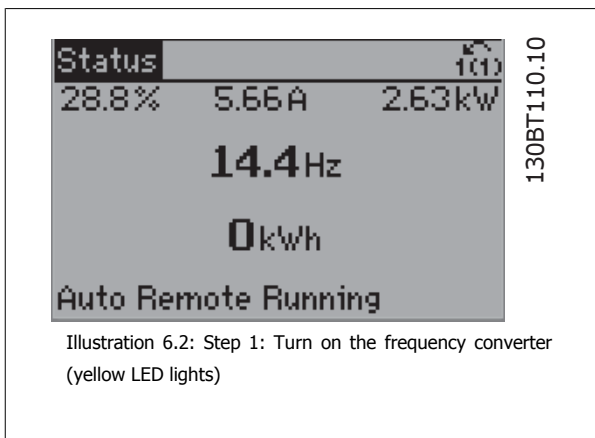 Status 1(1)
28.8% 5.66A 2.63kW
14.4Hz
0kWh
Auto Remote Running
130BT110.10
Illustration 6.2: Step 1: Turn on the frequency converter
(yellow LED lights)